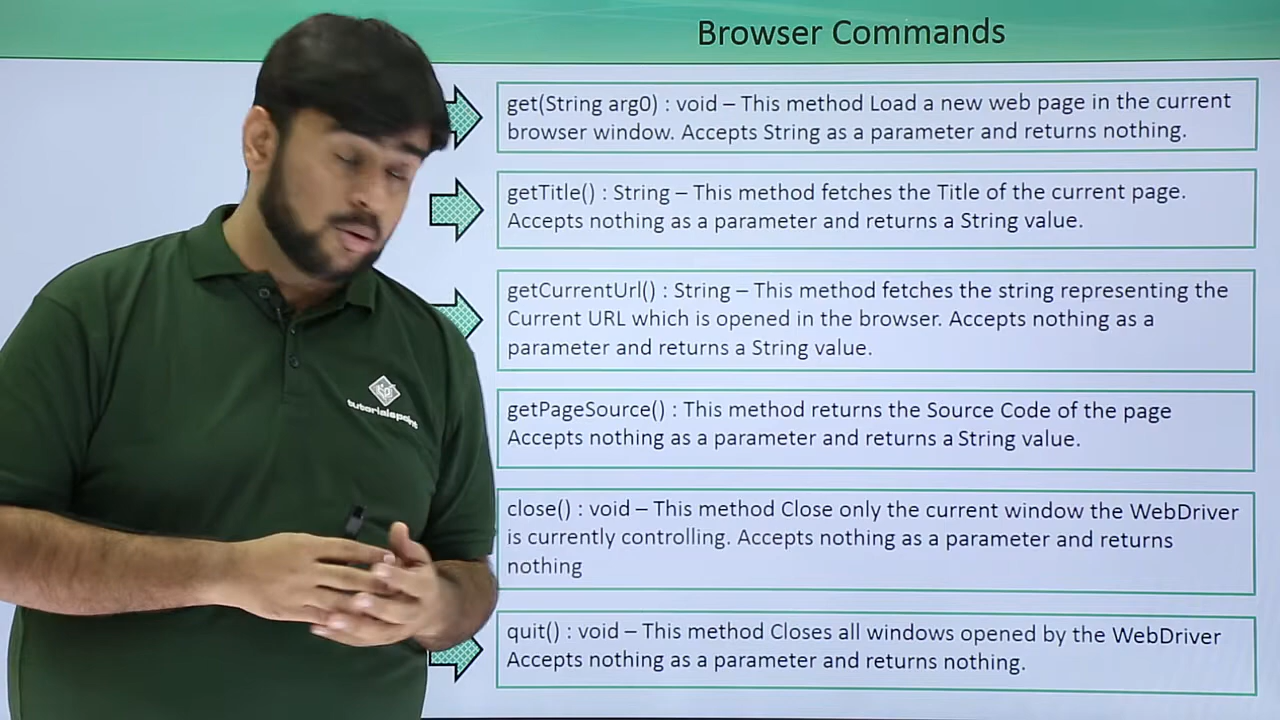 Browser Commands
get(String arg0) : void – This method Load a new web page in the current
browser window. Accepts String as a parameter and returns nothing.
getTitle() : String – This method fetches the Title of the current page.
Accepts nothing as a parameter and returns a String value.
getCurrentUrl() : String – This method fetches the string representing the
Current URL which is opened in the browser. Accepts nothing as a
parameter and returns a String value.
getPageSource() : This method returns the Source Code of the page
Accepts nothing as a parameter and returns a String value.
close() : void – This method Close only the current window the WebDriver
is currently controlling. Accepts nothing as a parameter and returns
nothing
quit() : void – This method Closes all windows opened by the WebDriver
Accepts nothing as a parameter and returns nothing.
tutorialspoint